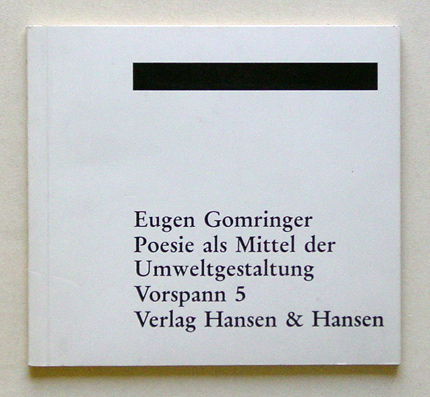 Eugen Gomringer
Poesie als Mittel der
Umweltgestaltung
Vorspann 5
Verlag Hansen & Hansen